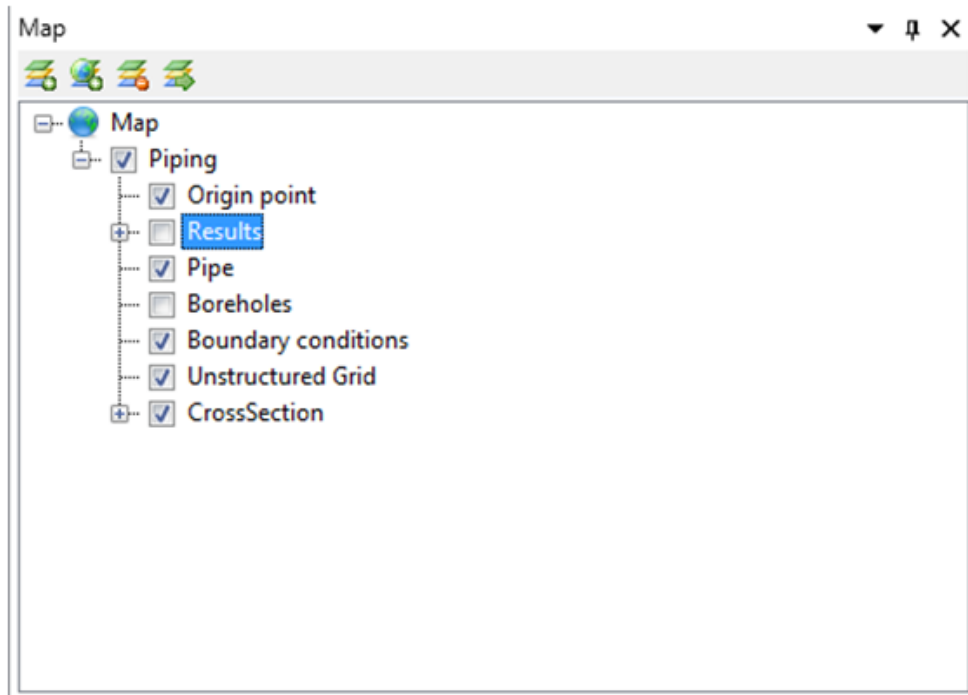 Map
Map
Piping
Origin point
Results
Pipe
Boreholes
Boundary conditions
Unstructured Grid
CrossSection